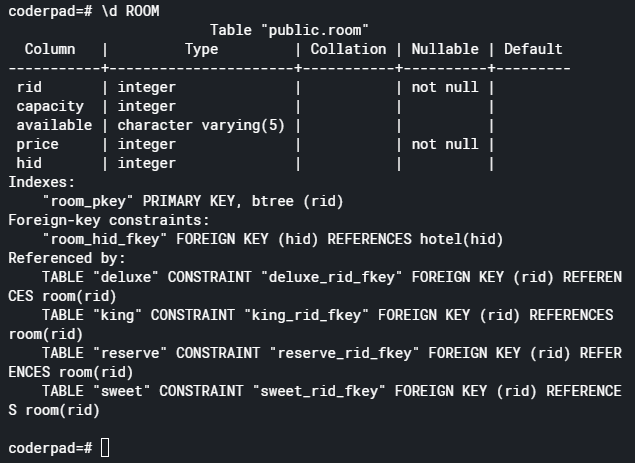 coderpad=# \d ROOM
                        Table "public.room"
  Column   |         Type         | Collation | Nullable | Default
-----------+----------------------+-----------+----------+---------
 rid       | integer              |           | not null |
 capacity  | integer              |           |          |
 available | character varying(5) |           |          |
 price     | integer              |           | not null |
 hid       | integer              |           |          |
Indexes:
    "room_pkey" PRIMARY KEY, btree (rid)
Foreign-key constraints:
    "room_hid_fkey" FOREIGN KEY (hid) REFERENCES hotel(hid)
Referenced by:
    TABLE "deluxe" CONSTRAINT "deluxe_rid_fkey" FOREIGN KEY (rid) REFEREN
CES room(rid)
    TABLE "king" CONSTRAINT "king_rid_fkey" FOREIGN KEY (rid) REFERENCES
room(rid)
    TABLE "reserve" CONSTRAINT "reserve_rid_fkey" FOREIGN KEY (rid) REFER
ENCES room(rid)
    TABLE "sweet" CONSTRAINT "sweet_rid_fkey" FOREIGN KEY (rid) REFERENCE
S room(rid)

coderpad=#